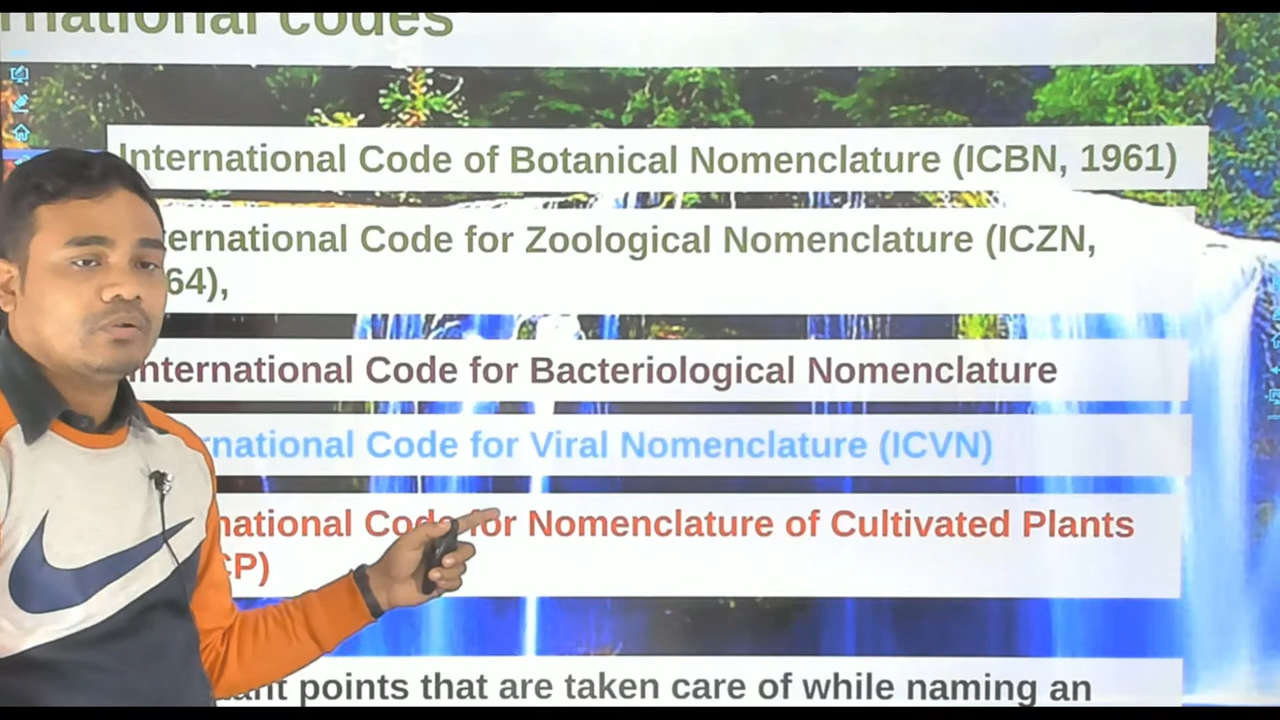 rnational codes
International Code of Botanical Nomenclature (ICBN, 1961)
ernational Code for Zoological Nomenclature (ICZN,
64),
International Code for Bacteriological Nomenclature
rnational Code for Viral Nomenclature (ICVN)
national Code for Nomenclature of Cultivated Plants
CP)
ant points that are taken care of while naming an